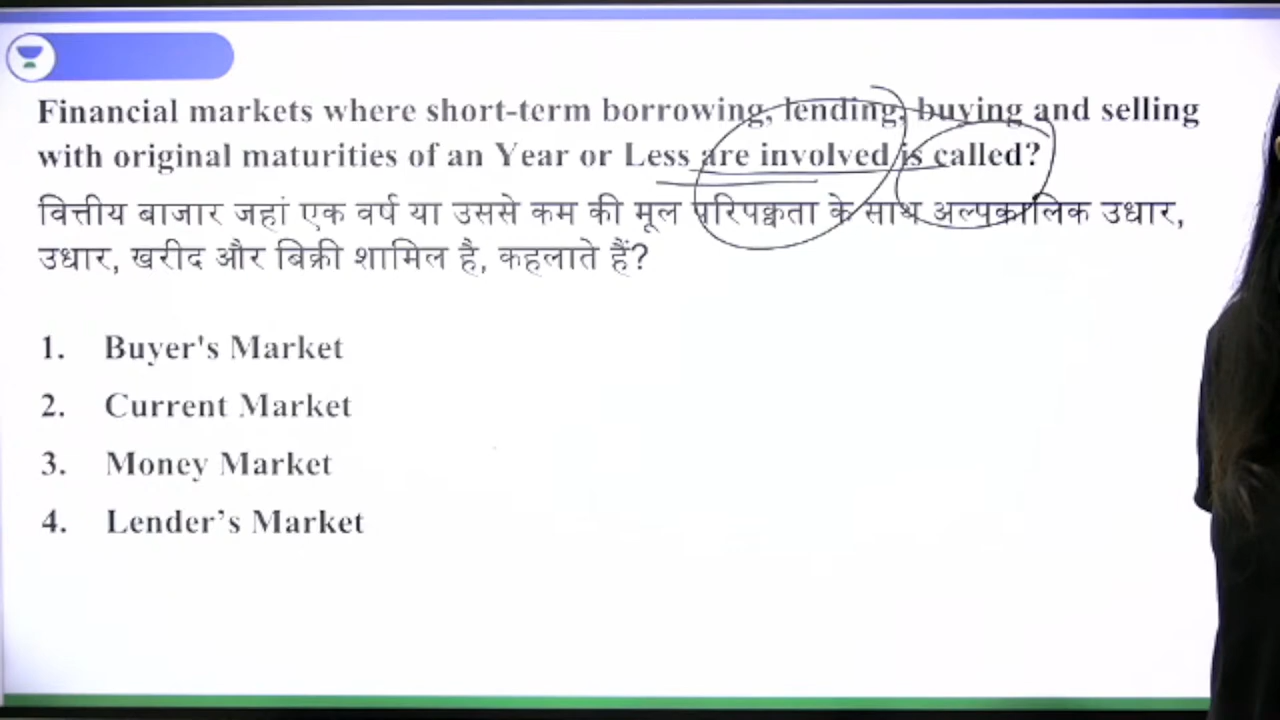 Financial markets where short-term borrowing, lending, buying and selling
with original maturities of an Year or Less are involved is called?
वित्तीय बाजार जहां एक वर्ष या उससे कम की मूल परिपक्वता के साथ अल्पकालिक उधार,
उधार, खरीद और बिक्री शामिल है, कहलाते हैं?
1. Buyer's Market
2. Current Market
3. Money Market
4. Lender’s Market